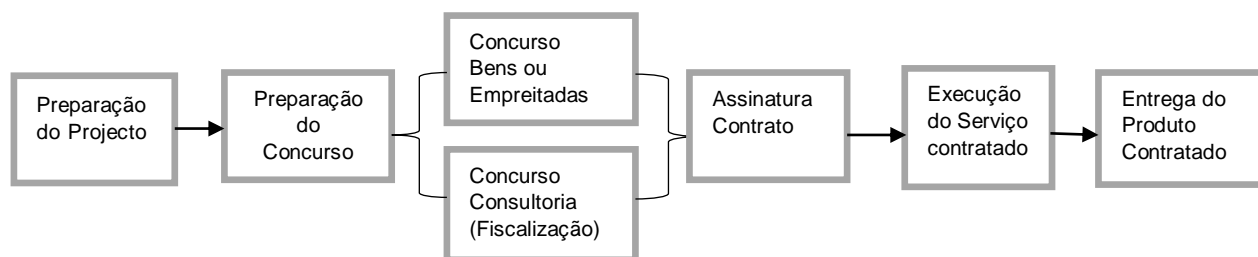 Preparação
do Projecto
Preparação
do
Concurso
Concurso
Bens ou
Empreitadas
Concurso
Consultoria
(Fiscalização)
Assinatura
Contrato
Execução
do Serviço
contratado
Entrega do
Produto
Contratado